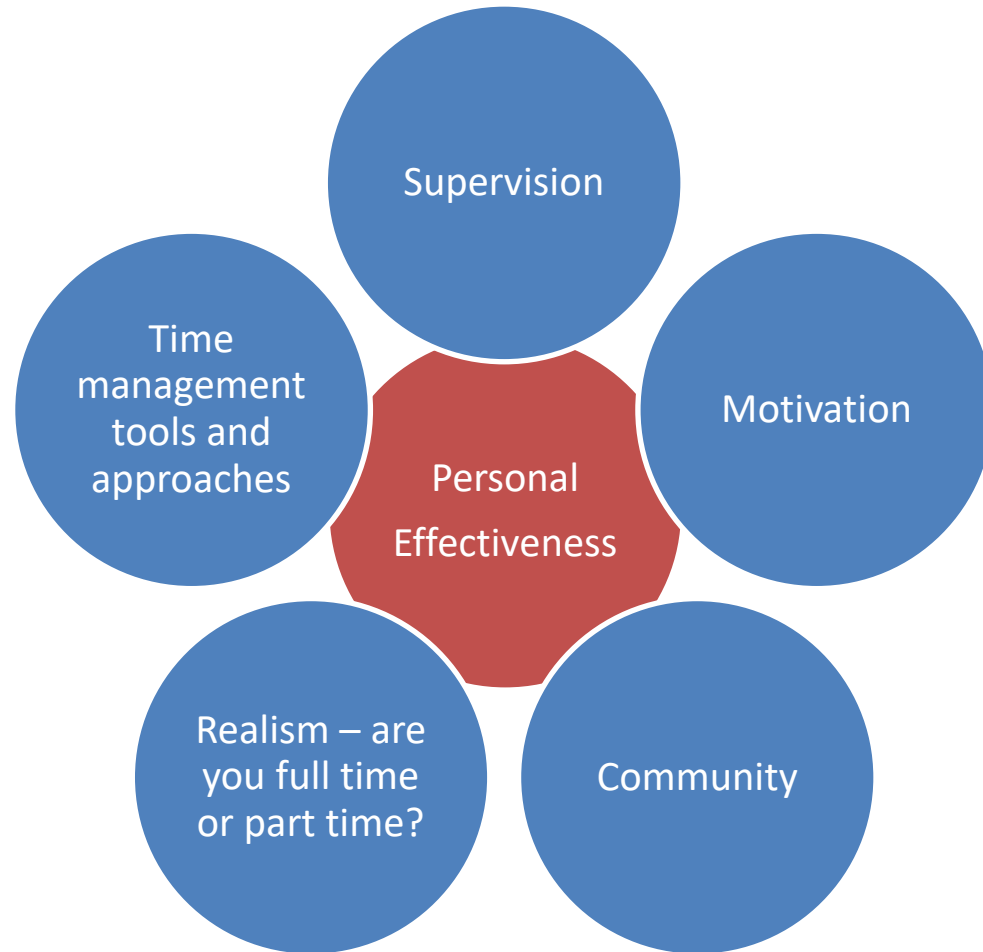 Supervision
Time
management
tools and
approaches
Motivation
Personal
Effectiveness
Realism – are
you full time
or part time?
Community